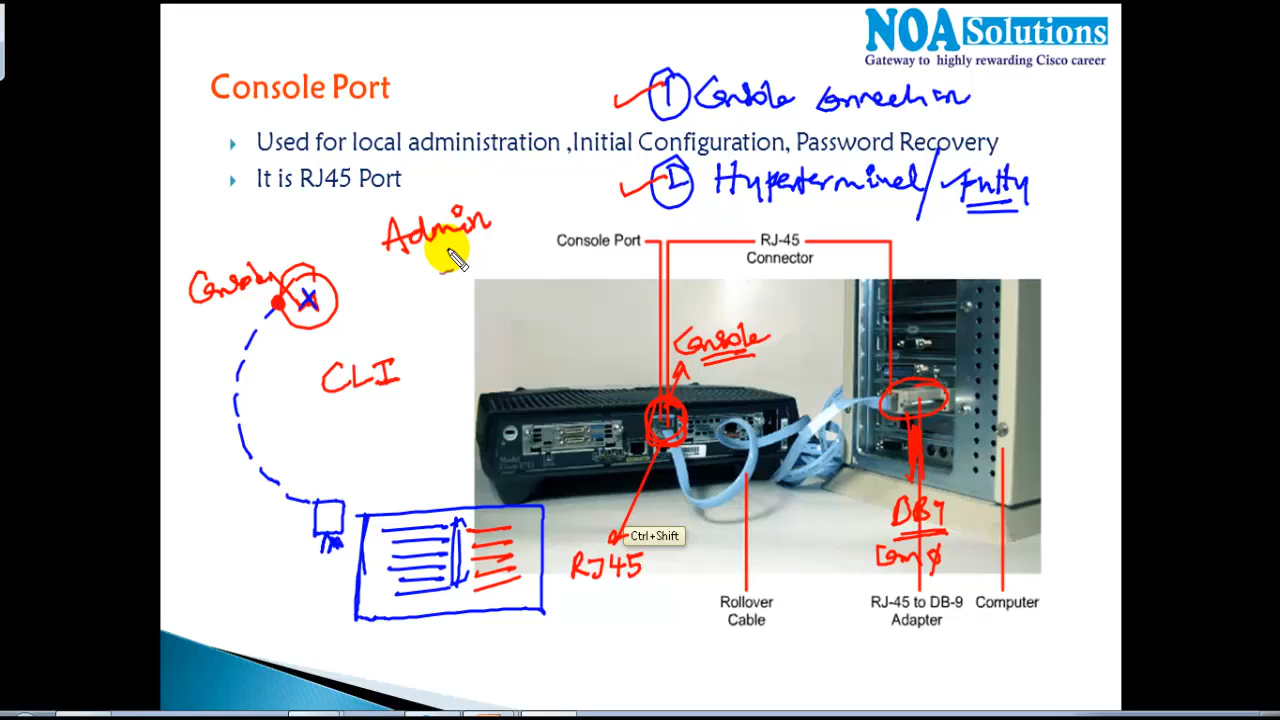 NOA Solutions
Gateway to highly rewarding Cisco career
Console Port
① Console connection
Used for local administration ,Initial Configuration, Password Recovery
It is RJ45 Port
② Hyperterminal/Putty
Admin
Console Port
RJ-45
Connector
Console
Console
CLI
DB9
Com
Ctrl+Shift
RJ45
Rollover
Cable
RJ-45 to DB-9
Adapter
Computer